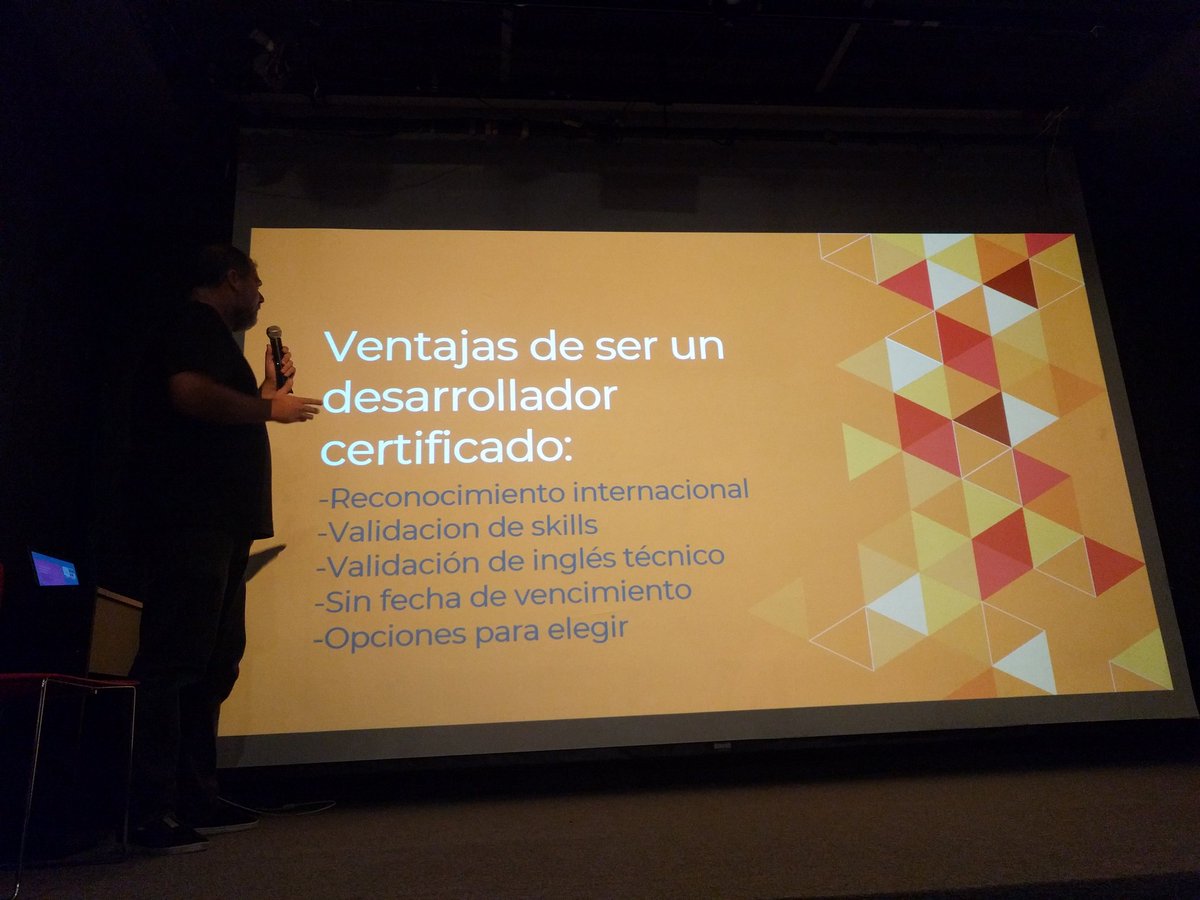 Ventajas de ser un
desarrollador
certificado:
-Reconocimiento internacional
-Validacion de skills
-Validación de inglés técnico
-Sin fecha de vencimiento
-Opciones para elegir